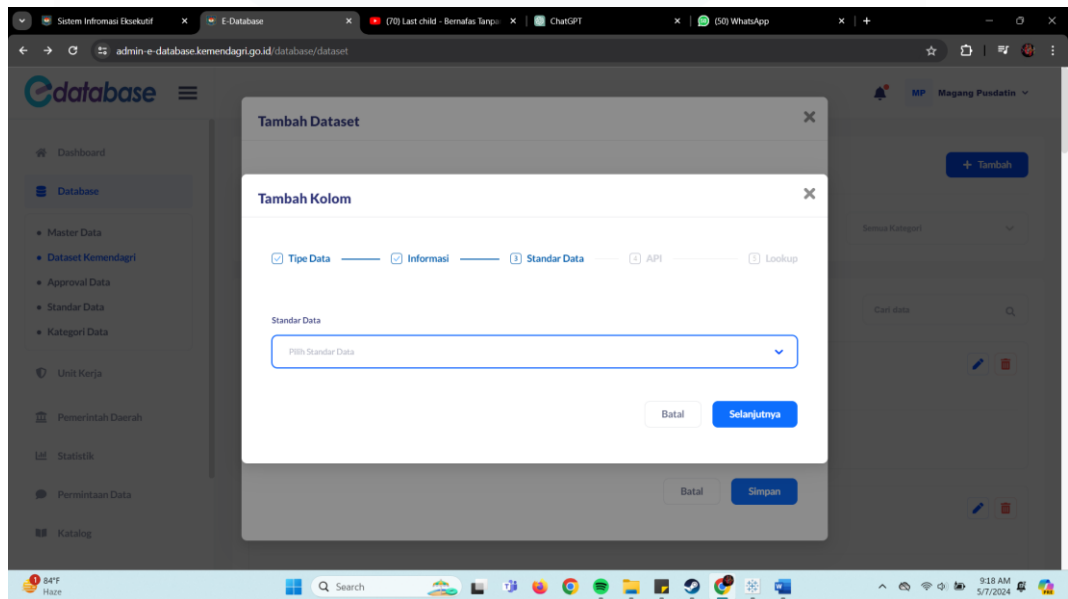 Sistem Infromasi Eksekutif
E-Database
(70) Last child - Bernafas Tanpa
ChatGPT
(50) WhatsApp
admin-e-database.kemendagri.go.id/database/dataset
edatabase
MP Magang Pusdatin
Tambah Dataset
Dashboard
+ Tambah
Database
Tambah Kolom
Master Data
Semua Kategori
Dataset Kemendagri
Tipe Data
Informasi
3 Standar Data
4 API
5 Lookup
Approval Data
Standar Data
Cari data
Kategori Data
Standar Data
Pilih Standar Data
Unit Kerja
Pemerintah Daerah
Batal
Selanjutnya
Statistik
Permintaan Data
Batal
Simpan
Katalog
1
84°F
Haze
Search
9:18 AM
5/7/2024
PRE